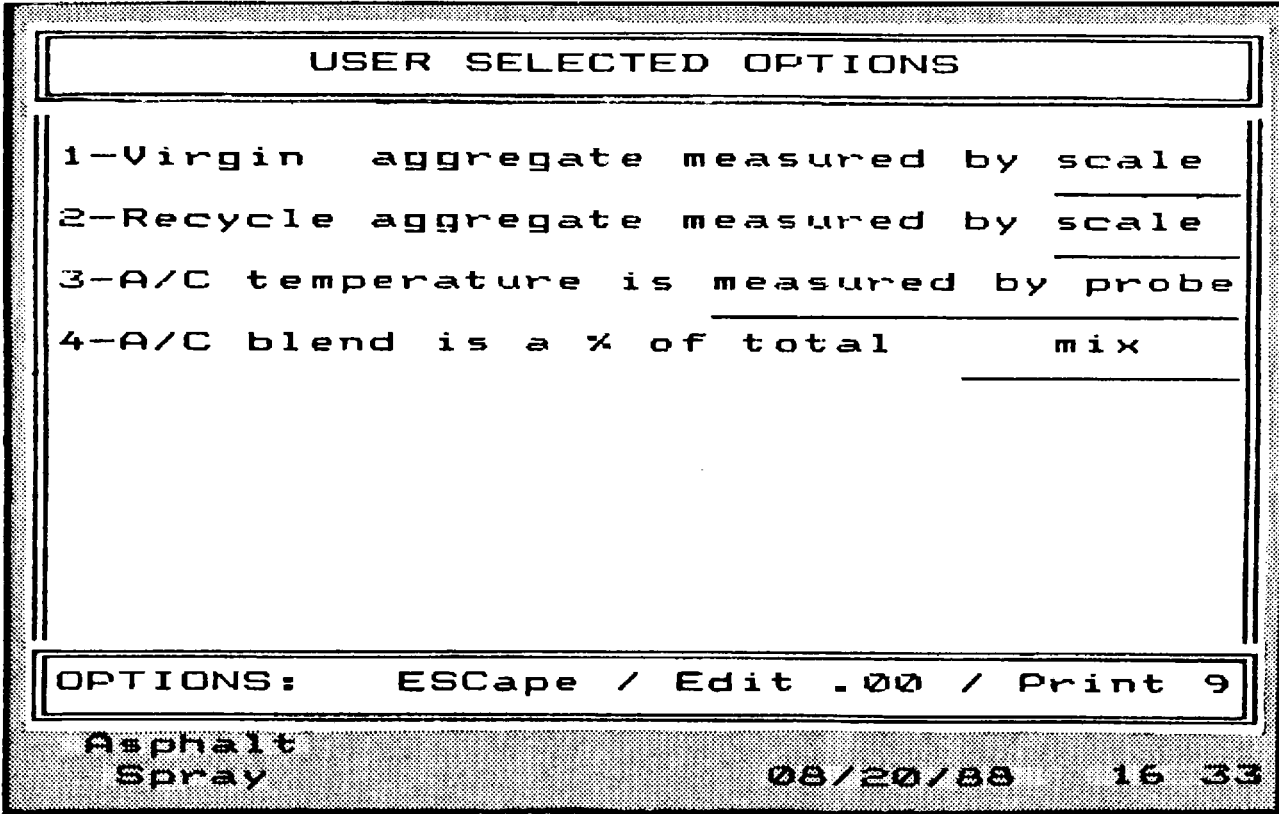 USER SELECTED OPTIONS
1-Virgin aggregate measured by scale
2-Recycle aggregate measured by scale
3-A/C temperature is measured by probe
4-A/C blend is a % of total mix
OPTIONS: ESCape / Edit .00 / Print 9
Asphalt
Spray 08/20/88 16 33